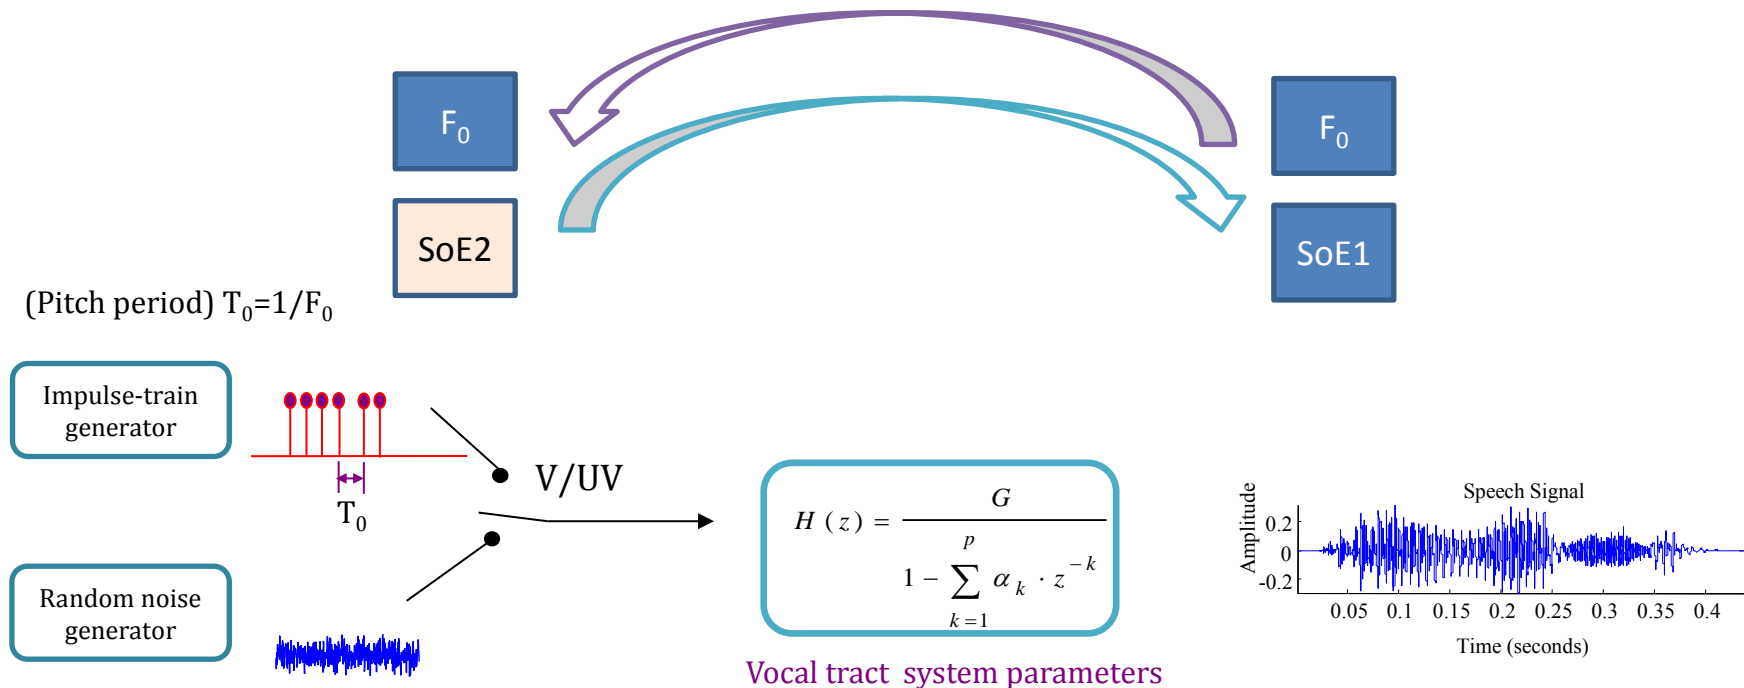 F₀
F₀
SoE2
SoE1
(Pitch period) T₀=1/F₀
Impulse-train
generator
T₀
V/UV
Random noise
generator
H(z) = G / (1 - ∑_{k=1}^{p} α_k · z^{-k})
Vocal tract system parameters
Speech Signal
Amplitude
0.2
0
-0.2
0.05 0.1 0.15 0.2 0.25 0.3 0.35 0.4
Time (seconds)